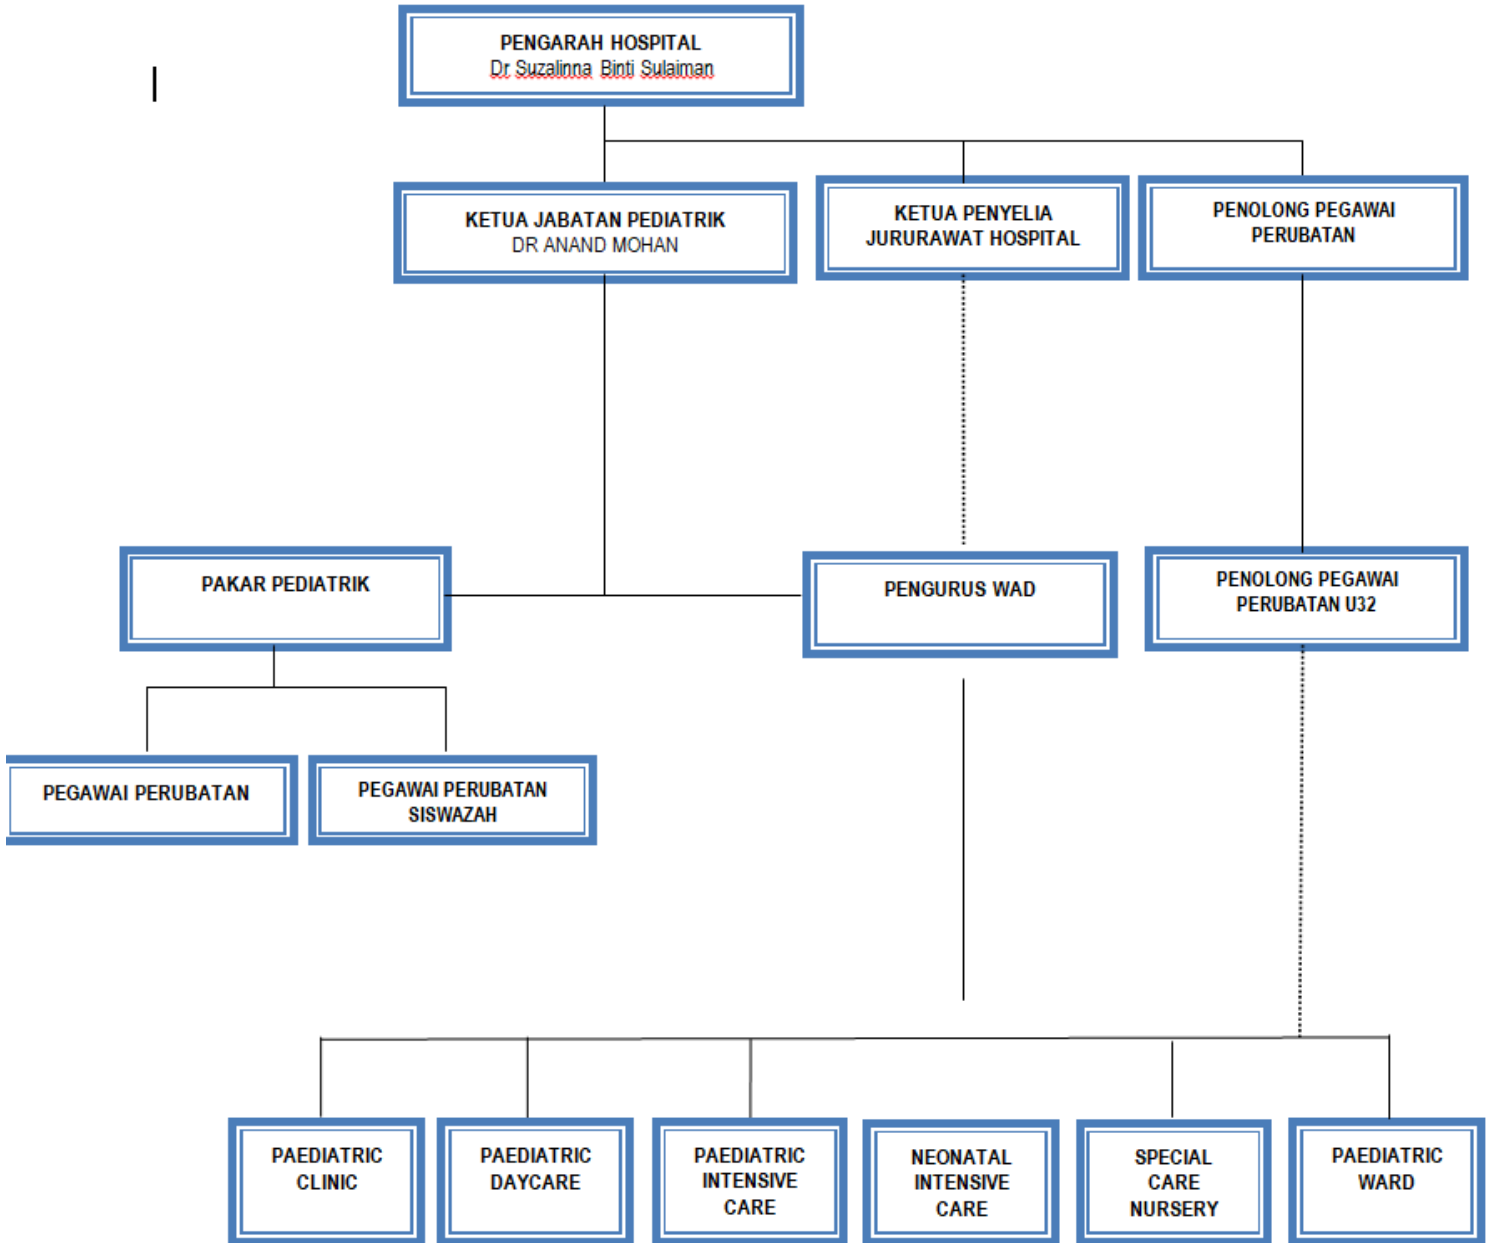 PENGARAH HOSPITAL
Dr Suzalinna Binti Sulaiman
KETUA JABATAN PEDIATRIK
DR ANAND MOHAN
KETUA PENYELIA
JURURAWAT HOSPITAL
PENOLONG PEGAWAI
PERUBATAN
PAKAR PEDIATRIK
PENGURUS WAD
PENOLONG PEGAWAI
PERUBATAN U32
PEGAWAI PERUBATAN
PEGAWAI PERUBATAN
SISWAZAH
PAEDIATRIC
CLINIC
PAEDIATRIC
DAYCARE
PAEDIATRIC
INTENSIVE
CARE
NEONATAL
INTENSIVE
CARE
SPECIAL
CARE
NURSERY
PAEDIATRIC
WARD